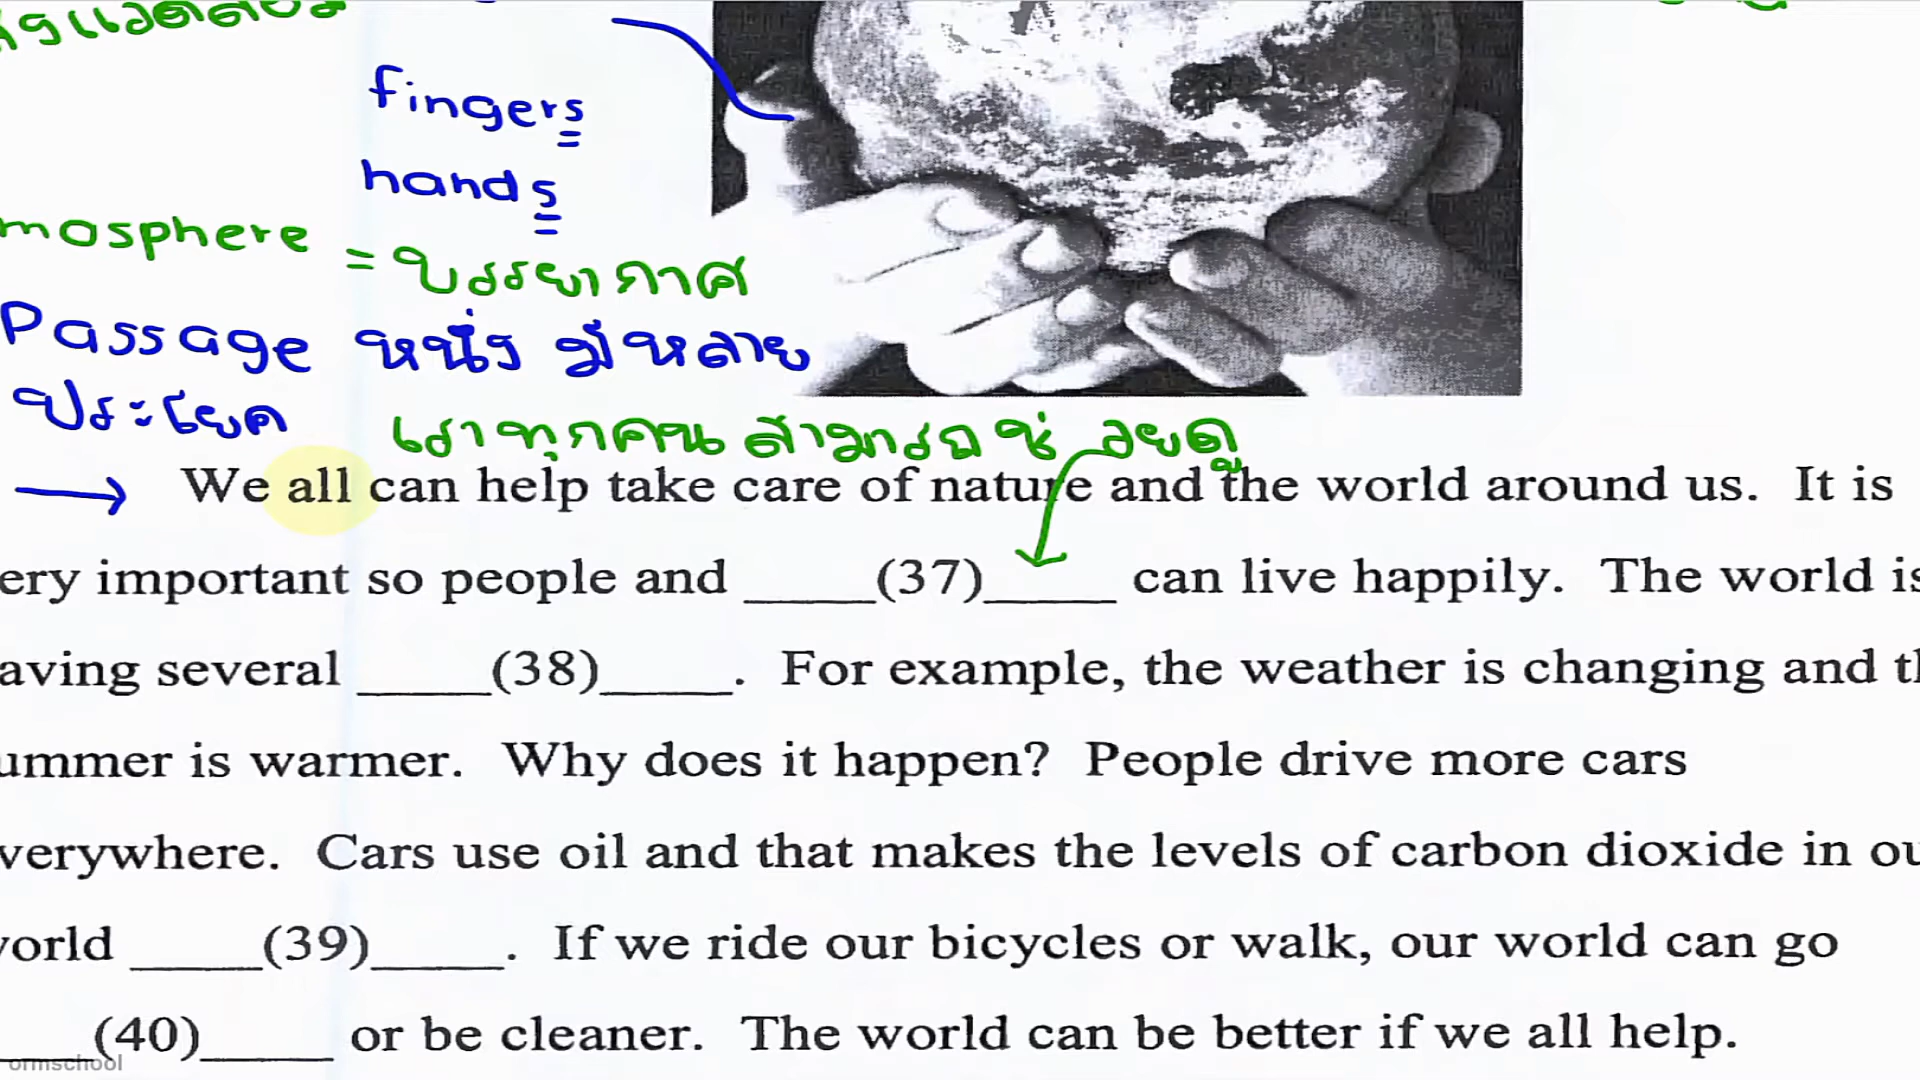 fingers
hands
mosphere = บรรยากาศ
Passage หนึ่ง มีหลาย
ประโยค
เราทุกคน สามารถ ช่วยดู
We all can help take care of nature and the world around us. It is
ery important so people and _____(37)_____ can live happily. The world is
aving several _____(38)_____. For example, the weather is changing and th
ummer is warmer. Why does it happen? People drive more cars
verywhere. Cars use oil and that makes the levels of carbon dioxide in ou
orld _____(39)_____. If we ride our bicycles or walk, our world can go
____(40)_____ or be cleaner. The world can be better if we all help.
ormschool